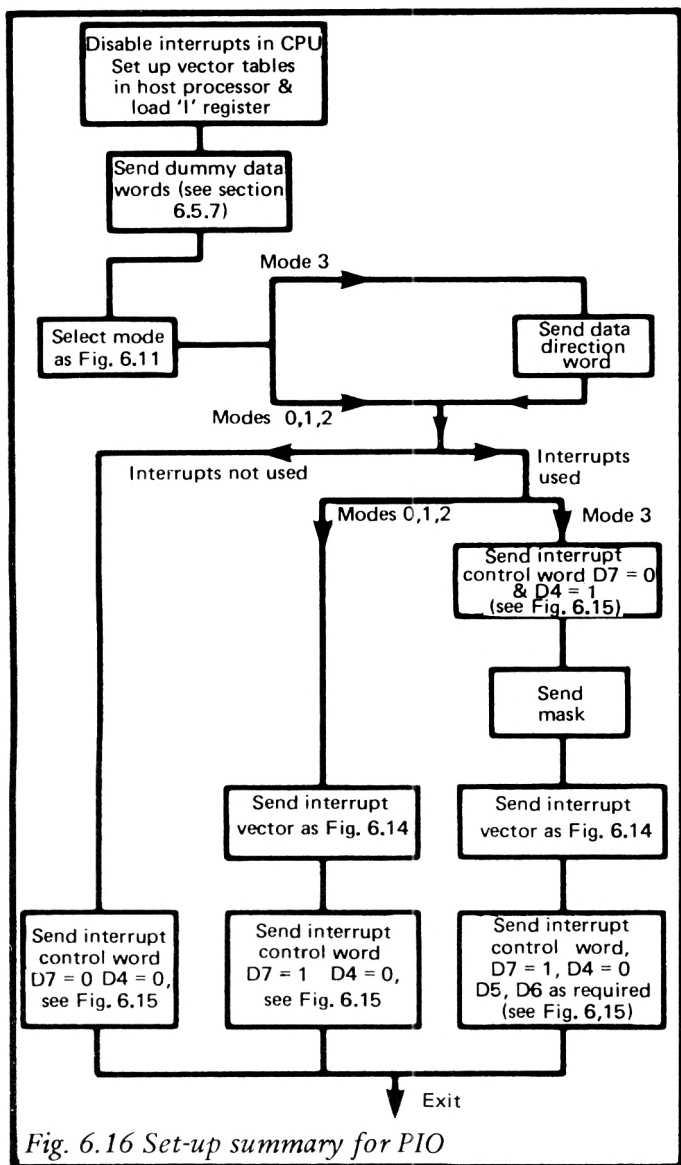 Disable interrupts in CPU
Set up vector tables
in host processor &
load 'I' register
Send dummy data
words (see section
6.5.7)
Mode 3
Select mode
as Fig. 6.11
Send data
direction
word
Modes 0,1,2
Interrupts not used
Interrupts
used
Modes 0,1,2
Mode 3
Send interrupt
control word D7 = 0
& D4 = 1
(see Fig. 6.15)
Send
mask
Send interrupt
vector as Fig. 6.14
Send interrupt
vector as Fig. 6.14
Send interrupt
control word
D7 = 0 D4 = 0,
see Fig. 6.15
Send interrupt
control word
D7 = 1 D4 = 0,
see Fig. 6.15
Send interrupt
control word,
D7 = 1, D4 = 0
D5, D6 as required
(see Fig. 6,15)
Exit
Fig. 6.16 Set-up summary for PIO